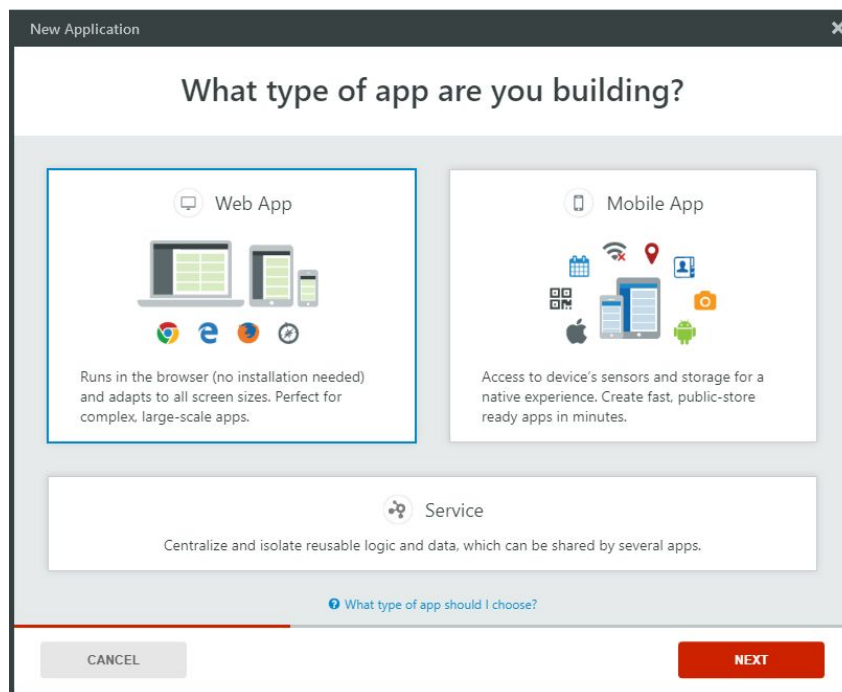 New Application
What type of app are you building?
Web App
Runs in the browser (no installation needed)
and adapts to all screen sizes. Perfect for
complex, large-scale apps.
Mobile App
Access to device's sensors and storage for a
native experience. Create fast, public-store
ready apps in minutes.
Service
Centralize and isolate reusable logic and data, which can be shared by several apps.
What type of app should I choose?
CANCEL
NEXT